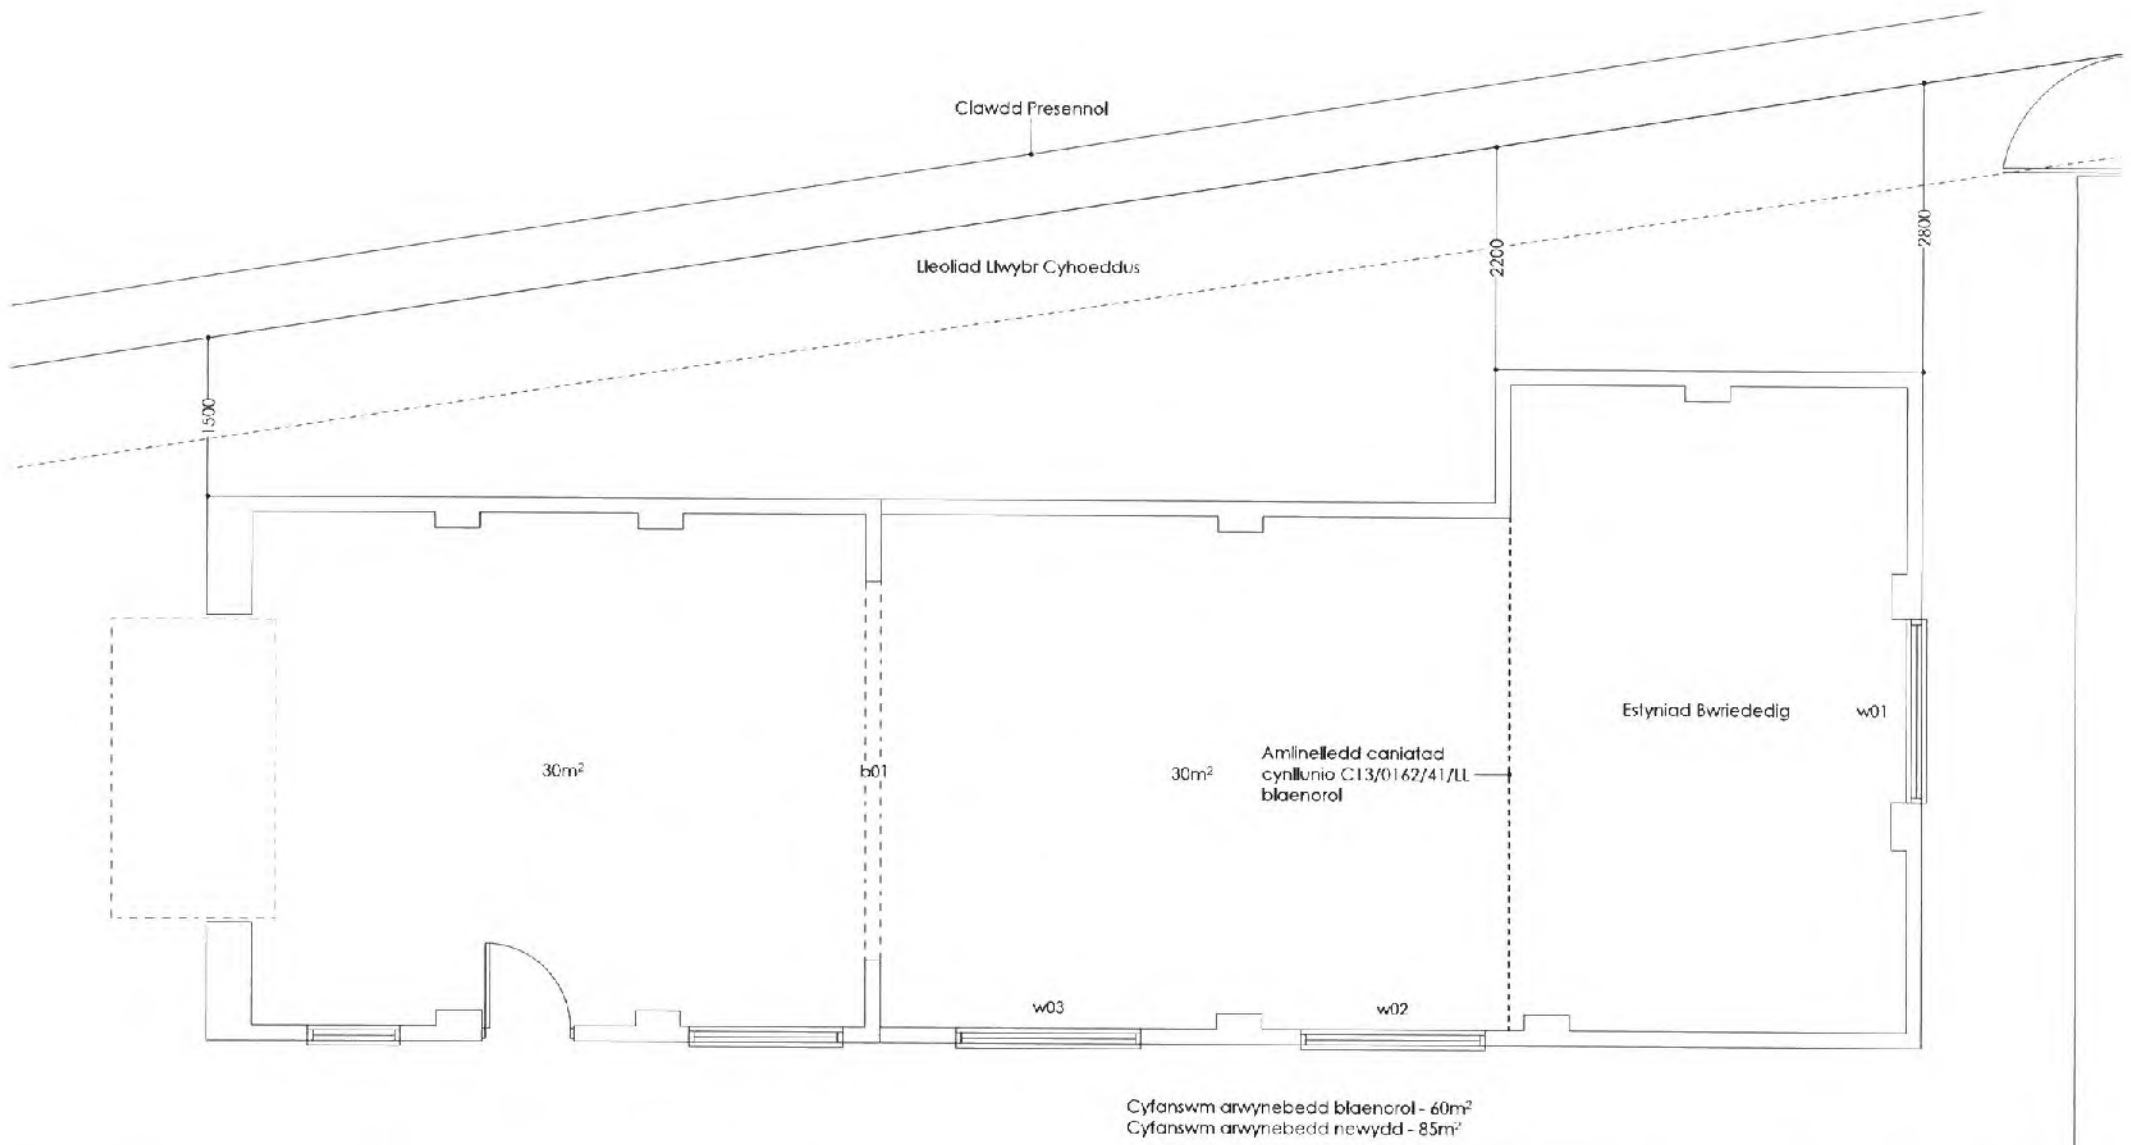 Clawdd Presennol
Lleoliad Llwybr Cyhoeddus
1500
2200
2800
30m²
b01
30m²
Amlinelledd caniatad
cynllunio C13/0162/41/LL
blaenorol
Estyniad Bwriededig
w01
w03
w02
Cyfanswm arwynebedd blaenorol - 60m²
Cyfanswm arwynebedd newydd - 85m²